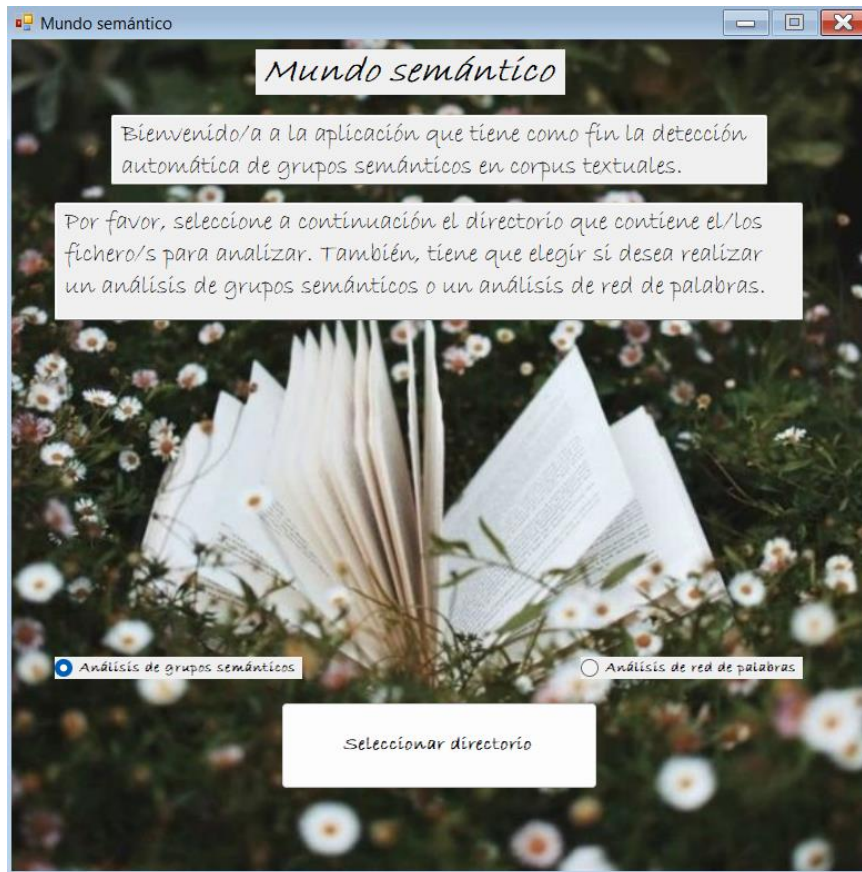 Mundo semántico
Mundo semántico
Bienvenido/a a la aplicación que tiene como fin la detección
automática de grupos semánticos en corpus textuales.
Por favor, seleccione a continuación el directorio que contiene el/los
fichero/s para analizar. También, tiene que elegir si desea realizar
un análisis de grupos semánticos o un análisis de red de palabras.
Análisis de grupos semánticos
Análisis de red de palabras
Seleccionar directorio